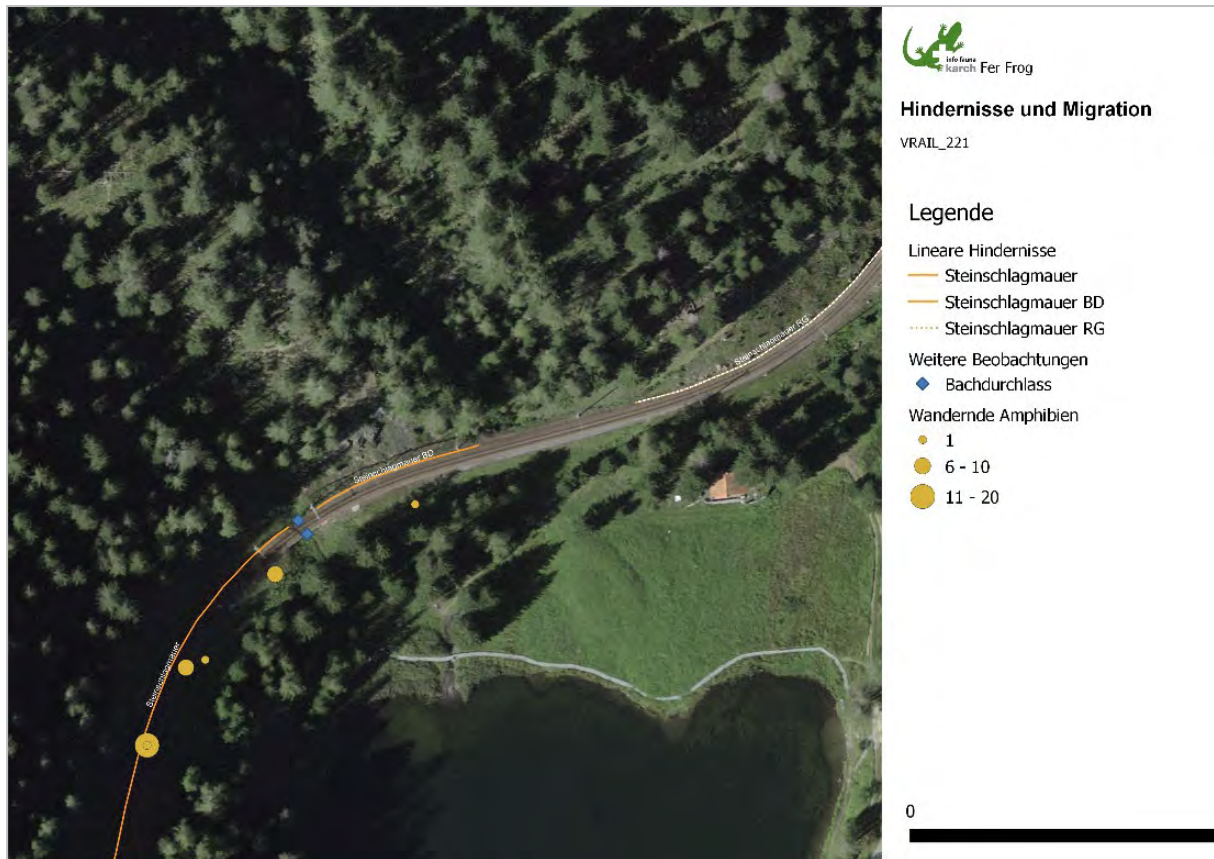 info fauna
karch Fer Frog
Hindernisse und Migration
VRAIL_221
Legende
Lineare Hindernisse
Steinschlagmauer
Steinschlagmauer BD
Steinschlagmauer RG
Weitere Beobachtungen
Bachdurchlass
Wandernde Amphibien
1
6 - 10
11 - 20
0
Steinschlagmauer RG
Steinschlagmauer BD
Steinschlagmauer